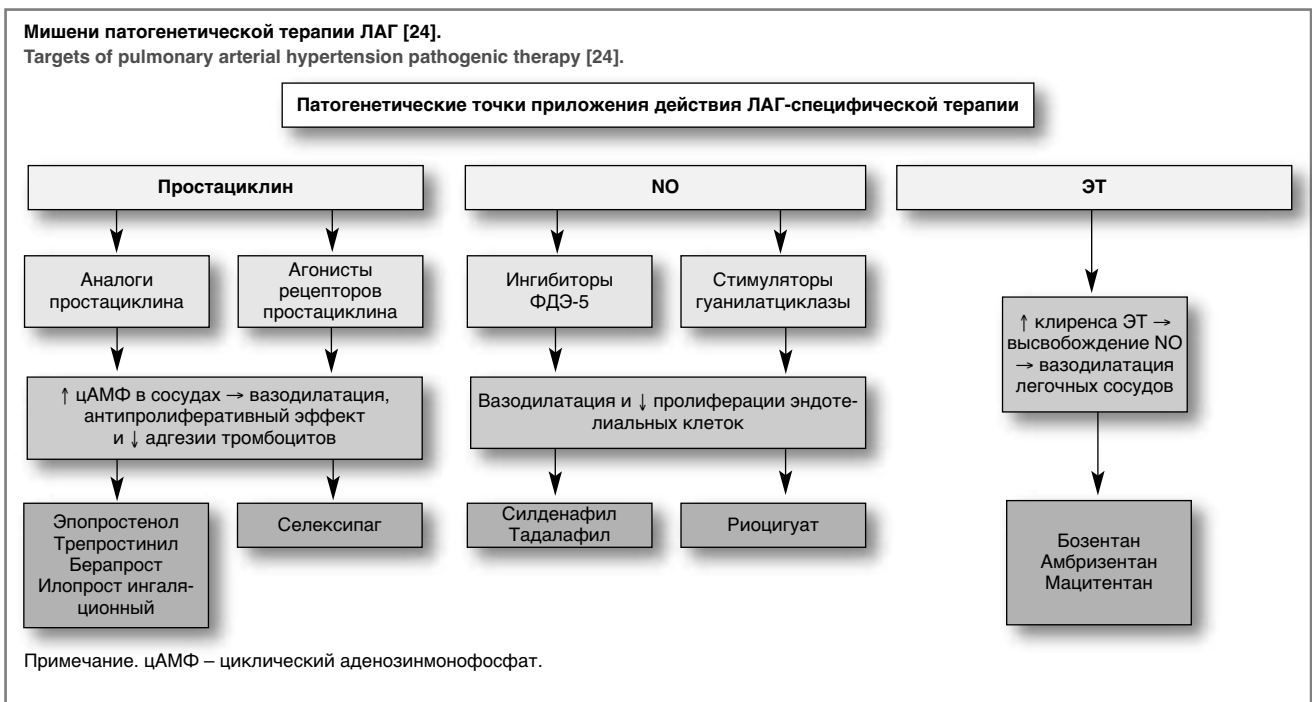 Мишени патогенетической терапии ЛАГ [24].
Targets of pulmonary arterial hypertension pathogenic therapy [24].
Патогенетические точки приложения действия ЛАГ-специфической терапии
Простациклин
NO
ЭТ
Аналоги
простациклина
Агонисты
рецепторов
простациклина
Ингибиторы
ФДЭ-5
Стимуляторы
гуанилатциклазы
↑ клиренса ЭТ →
высвобождение NO
→ вазодилатация
легочных сосудов
↑ цАМФ в сосудах → вазодилатация,
антипролиферативный эффект
и ↓ адгезии тромбоцитов
Вазодилатация и ↓ пролиферации эндоте-
лиальных клеток
Эпопростенол
Трепростинил
Берапрост
Илопрост ингаля-
ционный
Селексипаг
Силденафил
Тадалафил
Риоцигуат
Бозентан
Амбризентан
Мацитентан
Примечание. цАМФ – циклический аденозинмонофосфат.